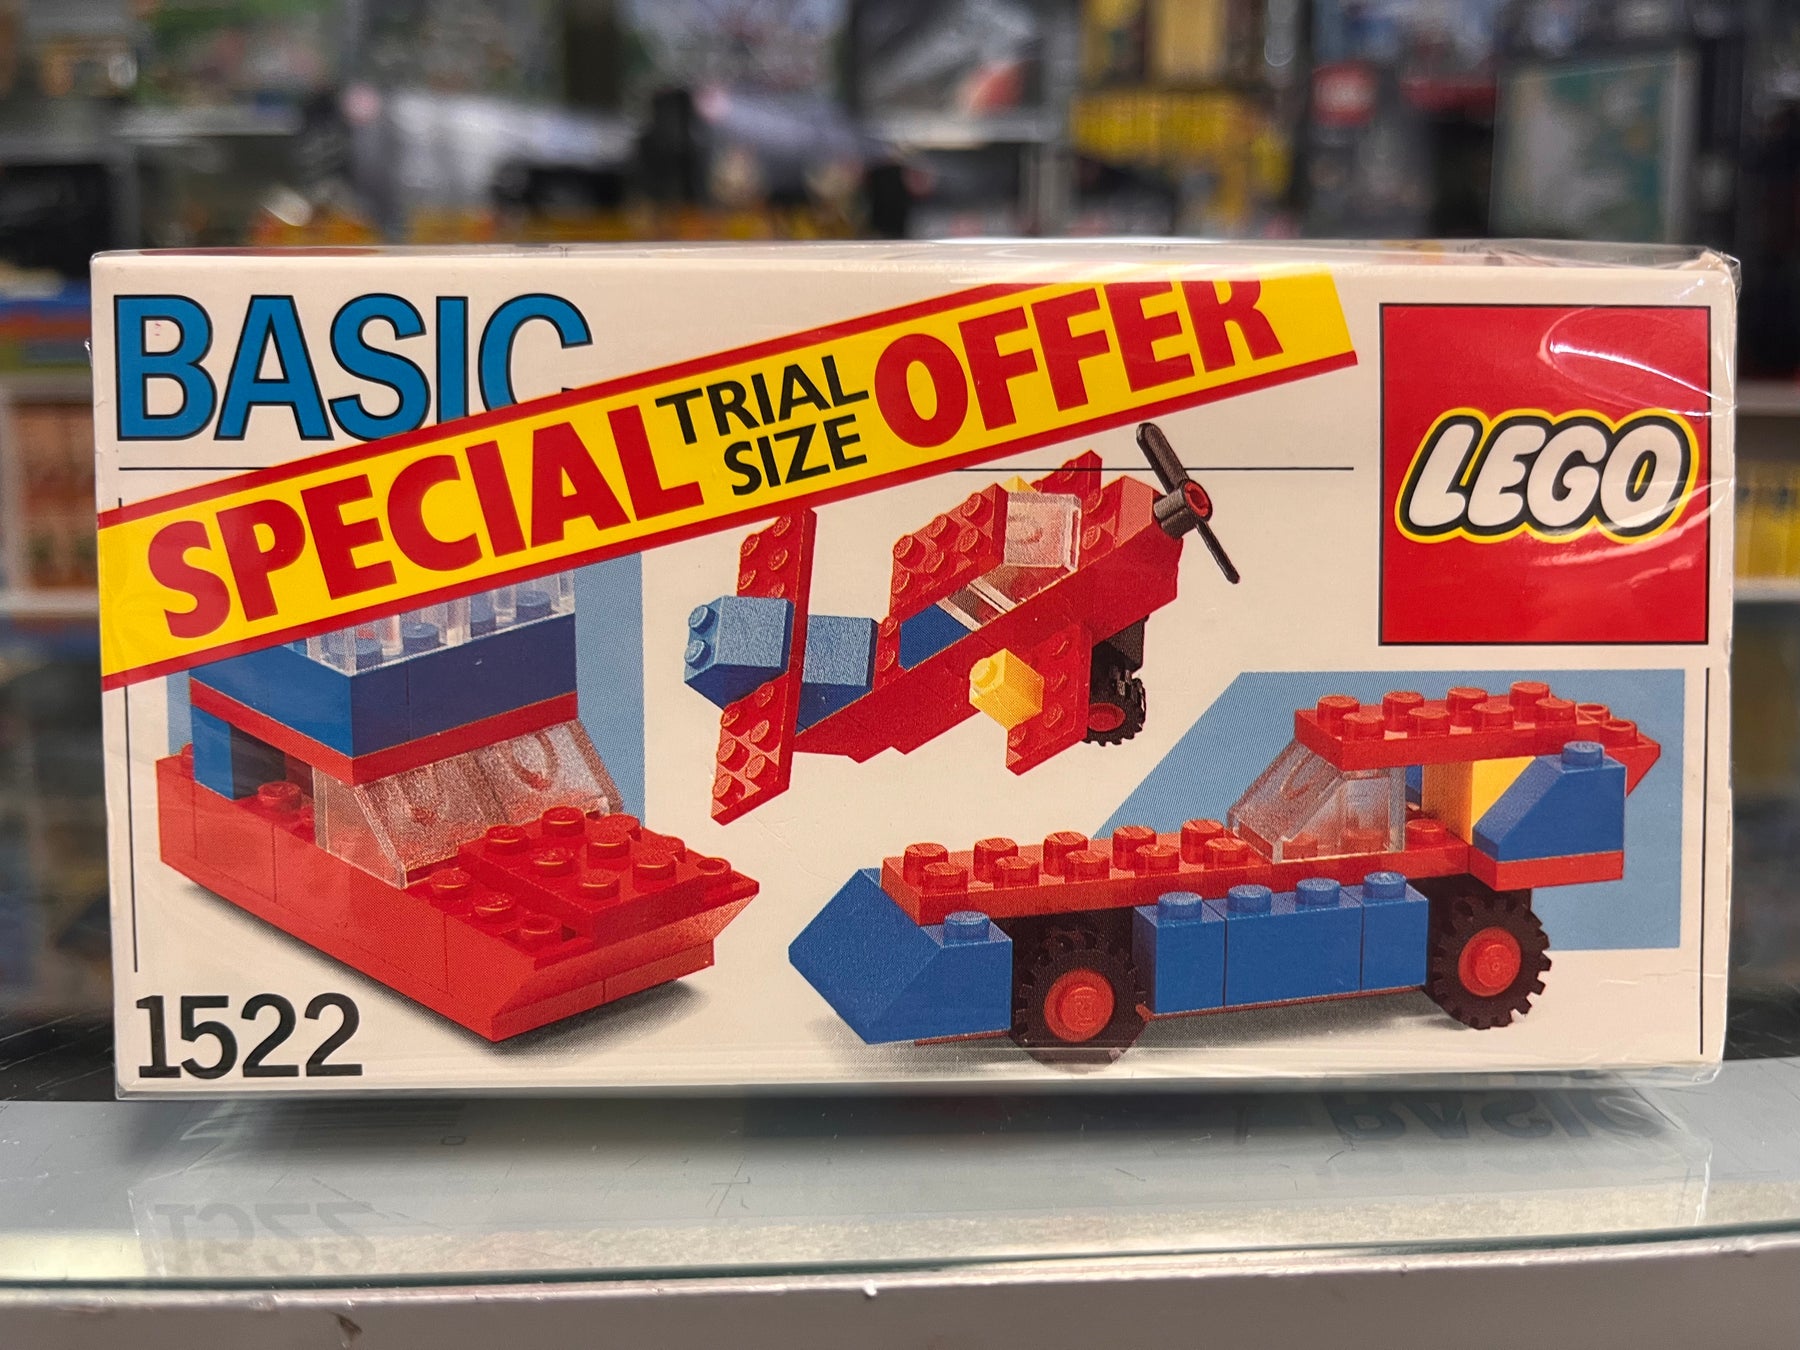 BASIC
SPECIAL TRIAL SIZE OFFER
LEGO
1522